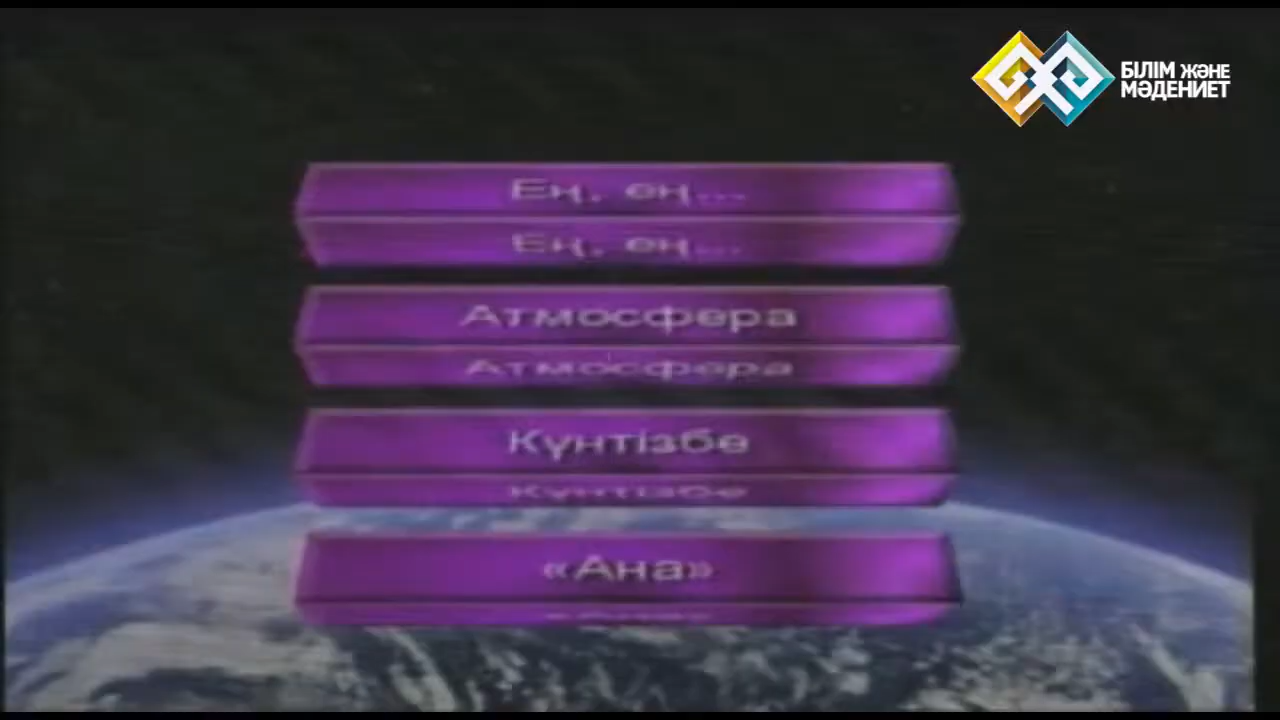 БІЛІМ ЖӘНЕ
МӘДЕНИЕТ
Ең, ең...
Ең, ең...
Атмосфера
Атмосфера
Күнтізбе
Күнтізбе
«Ана»